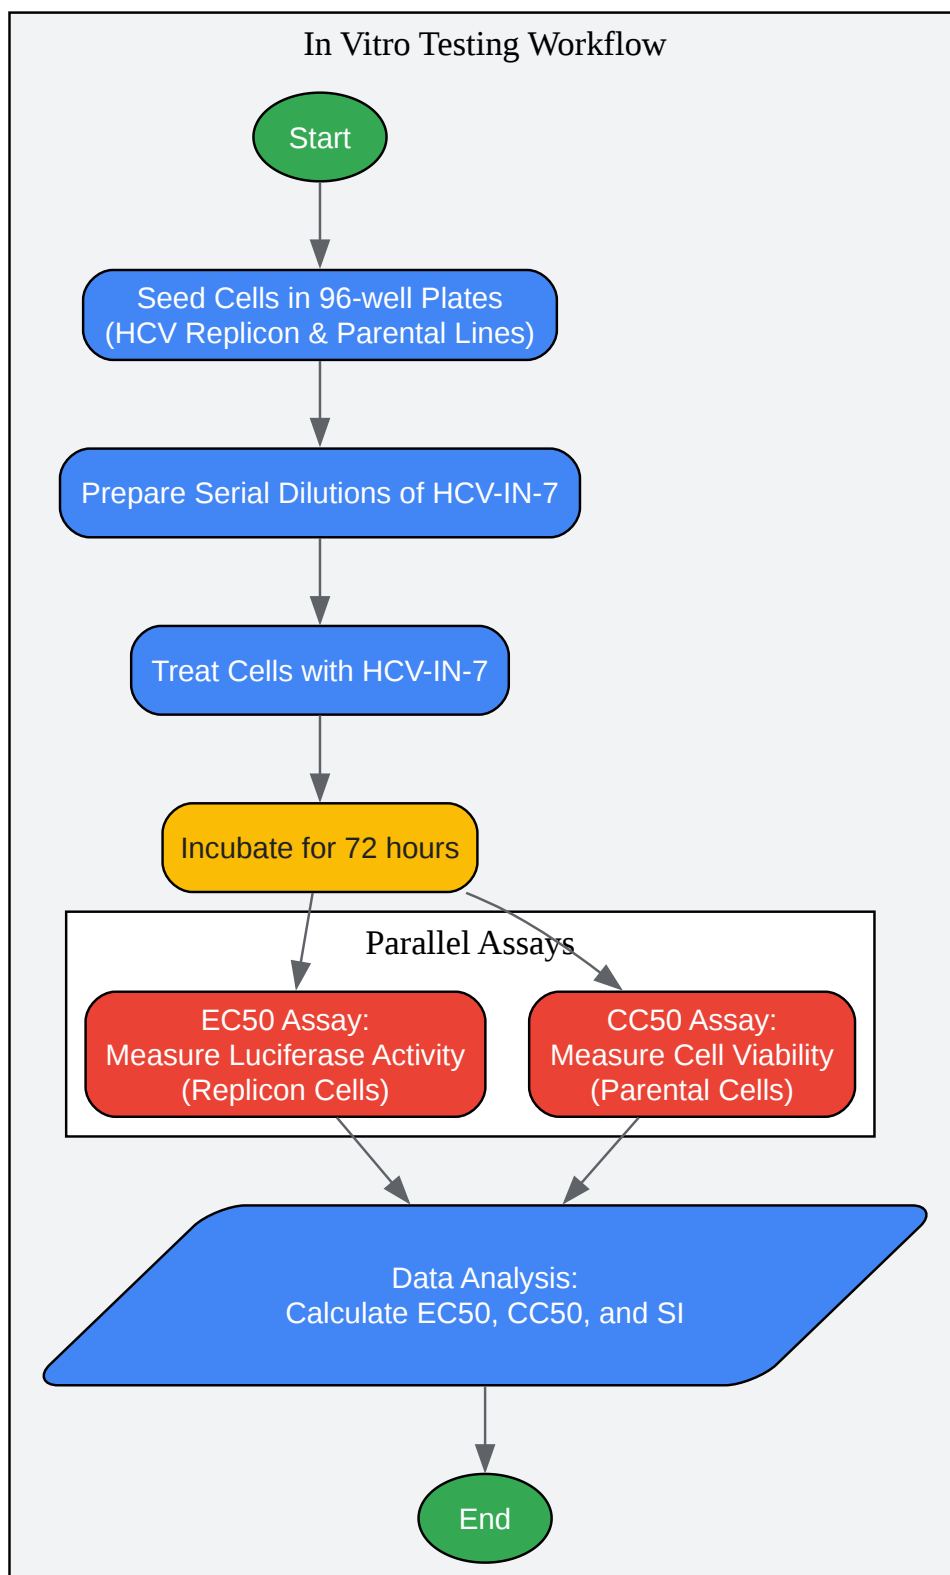 In Vitro Testing Workflow
Start
Seed Cells in 96-well Plates
(HCV Replicon & Parental Lines)
Prepare Serial Dilutions of HCV-IN-7
Treat Cells with HCV-IN-7
Incubate for 72 hours
Parallel Assays
EC50 Assay:
Measure Luciferase Activity
(Replicon Cells)
CC50 Assay:
Measure Cell Viability
(Parental Cells)
Data Analysis:
Calculate EC50, CC50, and SI
End